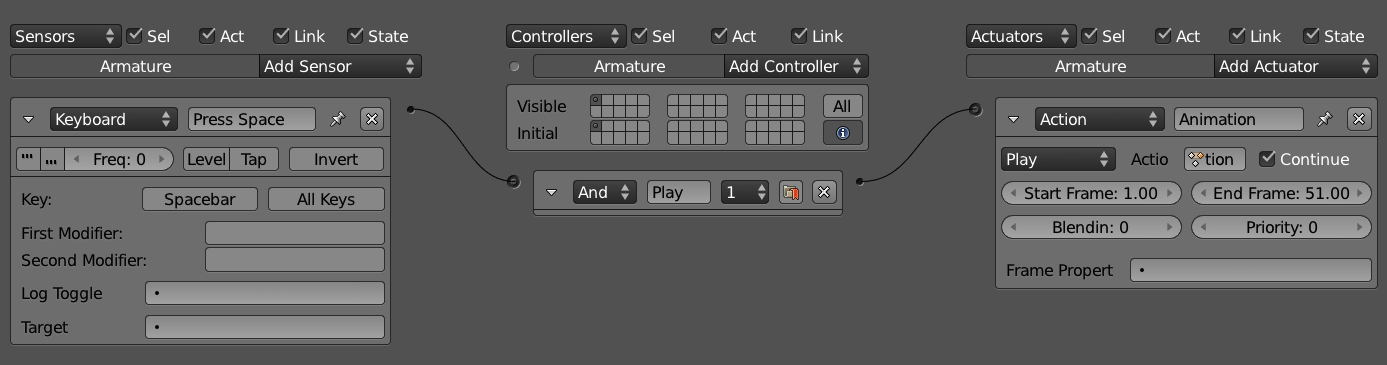 Sensors Sel Act Link State
Armature Add Sensor
Keyboard Press Space
Freq: 0 Level Tap Invert
Key: Spacebar All Keys
First Modifier:
Second Modifier:
Log Toggle
Target
Controllers Sel Act Link
Armature Add Controller
Visible All
Initial
And Play 1
Actuators Sel Act Link State
Armature Add Actuator
Action Animation
Play Actio tion Continue
Start Frame: 1.00 End Frame: 51.00
Blendin: 0 Priority: 0
Frame Propert